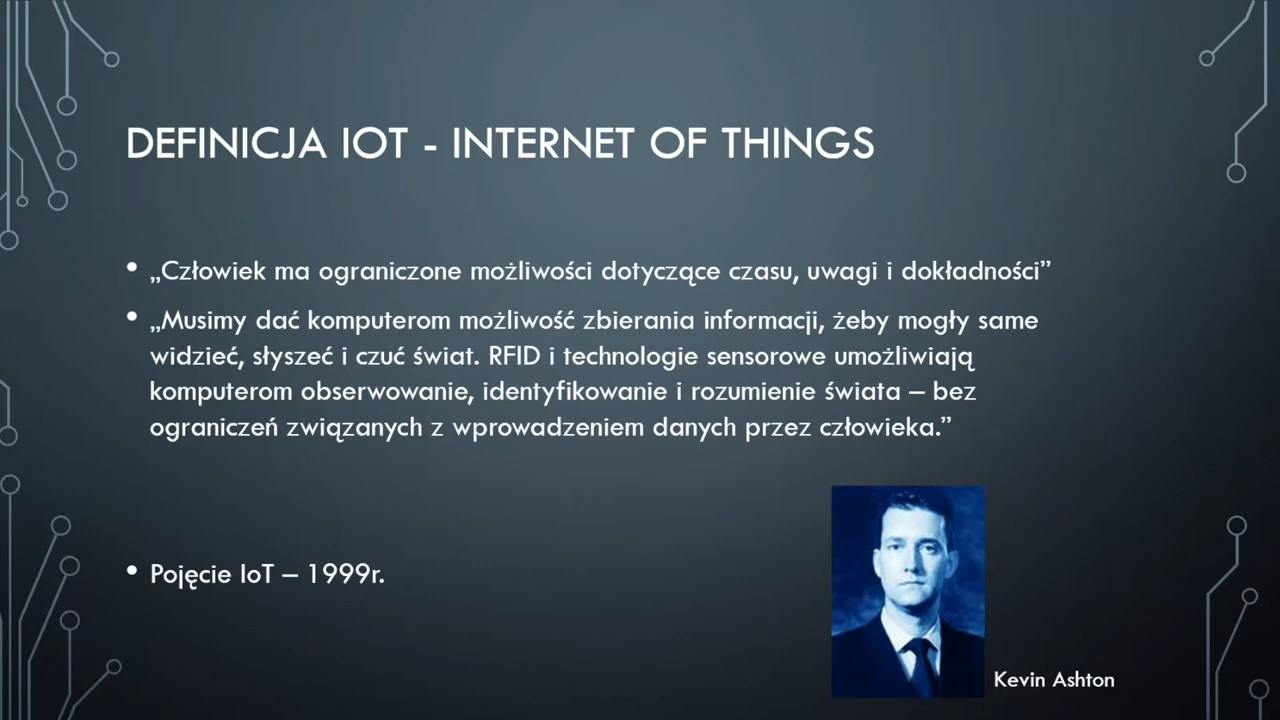 DEFINICJA IOT - INTERNET OF THINGS
• „Człowiek ma ograniczone możliwości dotyczące czasu, uwagi i dokładności”
• „Musimy dać komputerom możliwość zbierania informacji, żeby mogły same
widzieć, słyszeć i czuć świat. RFID i technologie sensorowe umożliwiają
komputerom obserwowanie, identyfikowanie i rozumienie świata – bez
ograniczeń związanych z wprowadzeniem danych przez człowieka.”
• Pojęcie IoT – 1999r.
Kevin Ashton